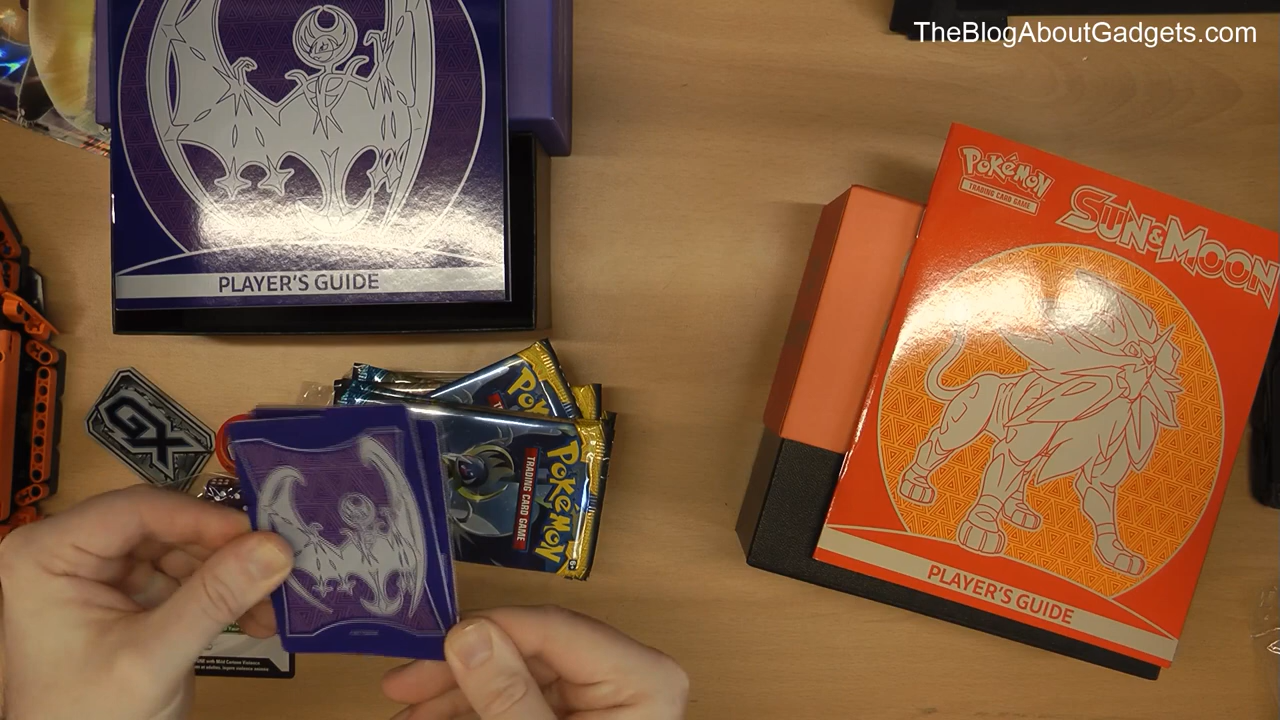 TheBlogAboutGadgets.com
PLAYER'S GUIDE
POKéMON
TRADING CARD GAME
SUN & MOON
PLAYER'S GUIDE
GX
POKéMON
TRADING CARD GAME